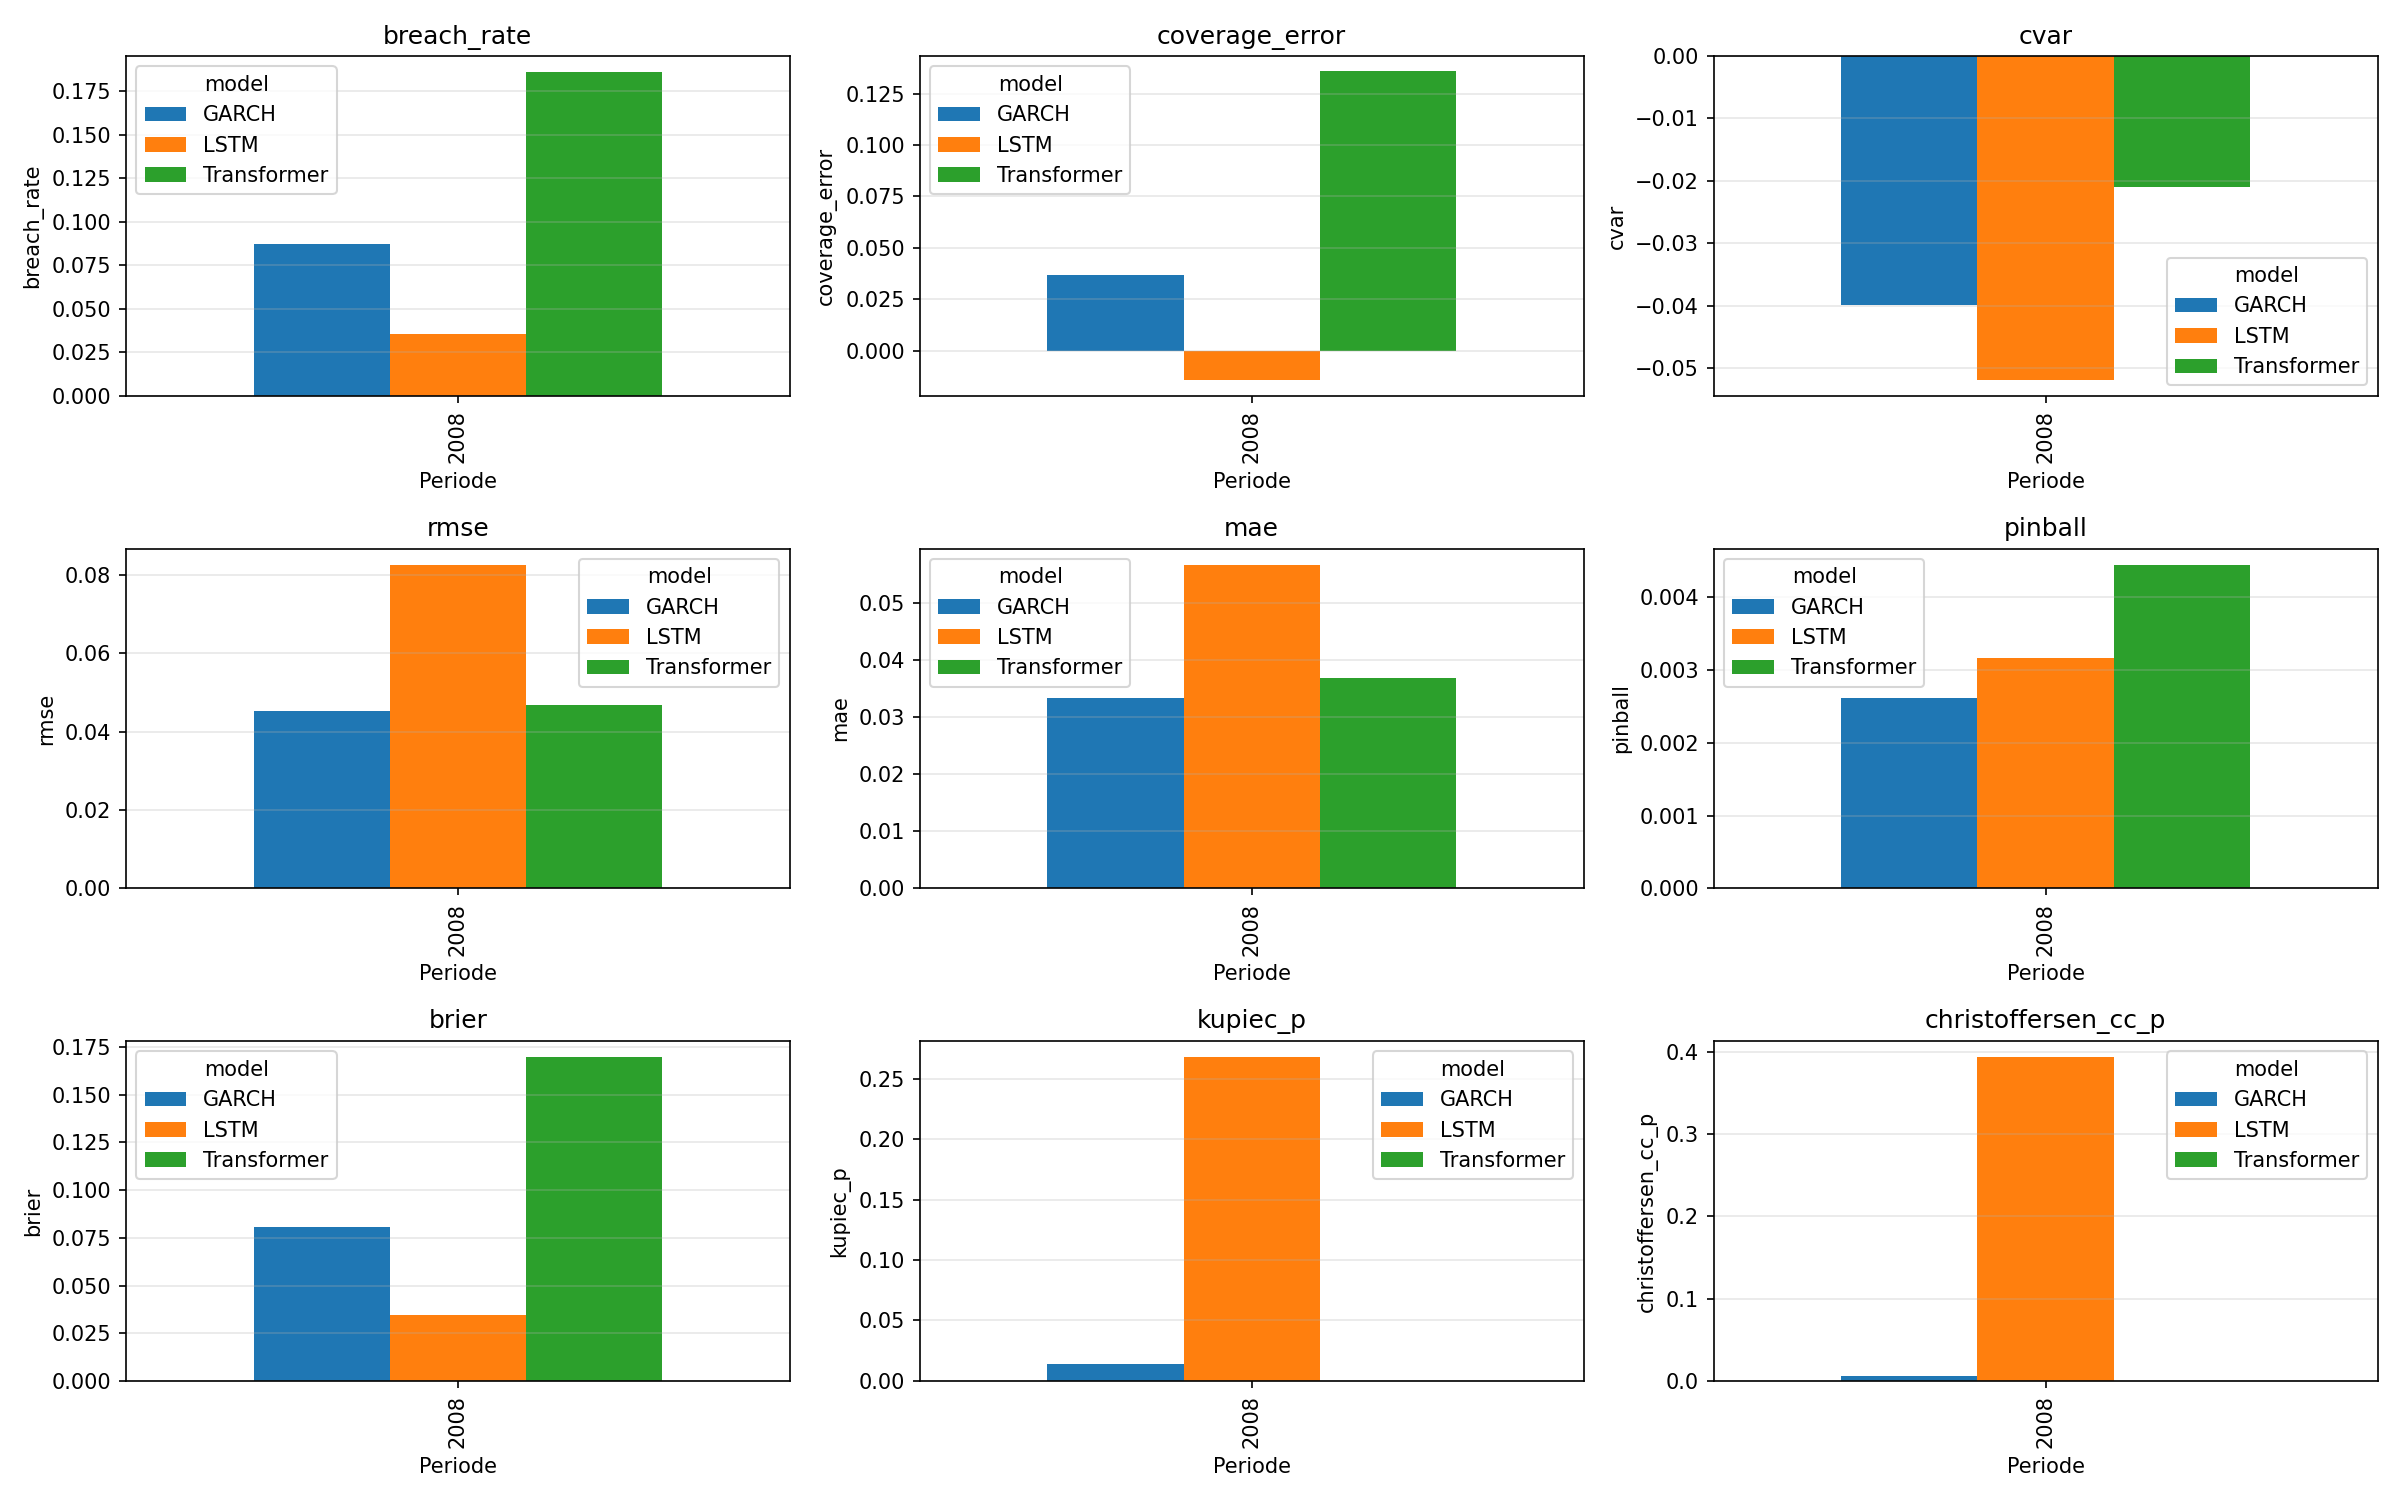 breach_rate
model
GARCH
LSTM
Transformer
0.175
0.150
0.125
0.100
0.075
0.050
0.025
0.000
breach_rate
2008
Periode
coverage_error
model
GARCH
LSTM
Transformer
0.125
0.100
0.075
0.050
0.025
0.000
coverage_error
2008
Periode
cvar
0.00
−0.01
−0.02
−0.03
−0.04
−0.05
cvar
model
GARCH
LSTM
Transformer
2008
Periode
rmse
model
GARCH
LSTM
Transformer
0.08
0.06
0.04
0.02
0.00
rmse
2008
Periode
mae
model
GARCH
LSTM
Transformer
0.05
0.04
0.03
0.02
0.01
0.00
mae
2008
Periode
pinball
model
GARCH
LSTM
Transformer
0.004
0.003
0.002
0.001
0.000
pinball
2008
Periode
brier
model
GARCH
LSTM
Transformer
0.175
0.150
0.125
0.100
0.075
0.050
0.025
0.000
brier
2008
Periode
kupiec_p
model
GARCH
LSTM
Transformer
0.25
0.20
0.15
0.10
0.05
0.00
kupiec_p
2008
Periode
christoffersen_cc_p
model
GARCH
LSTM
Transformer
0.4
0.3
0.2
0.1
0.0
christoffersen_cc_p
2008
Periode